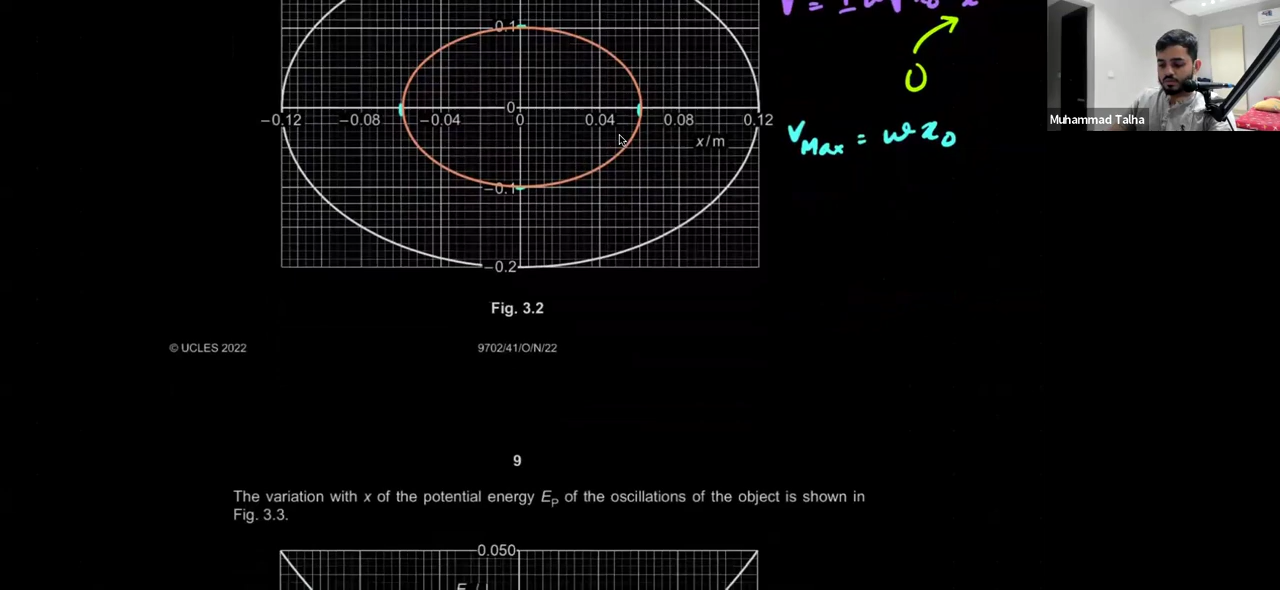 0.1
0
−0.12 −0.08 −0.04 0 0.04 0.08 0.12
x/m
−0.1
−0.2
Fig. 3.2
© UCLES 2022 9702/41/O/N/22
9
The variation with x of the potential energy E_P of the oscillations of the object is shown in
Fig. 3.3.
0.050
0
v_Max = ω x_0
Muhammad Talha